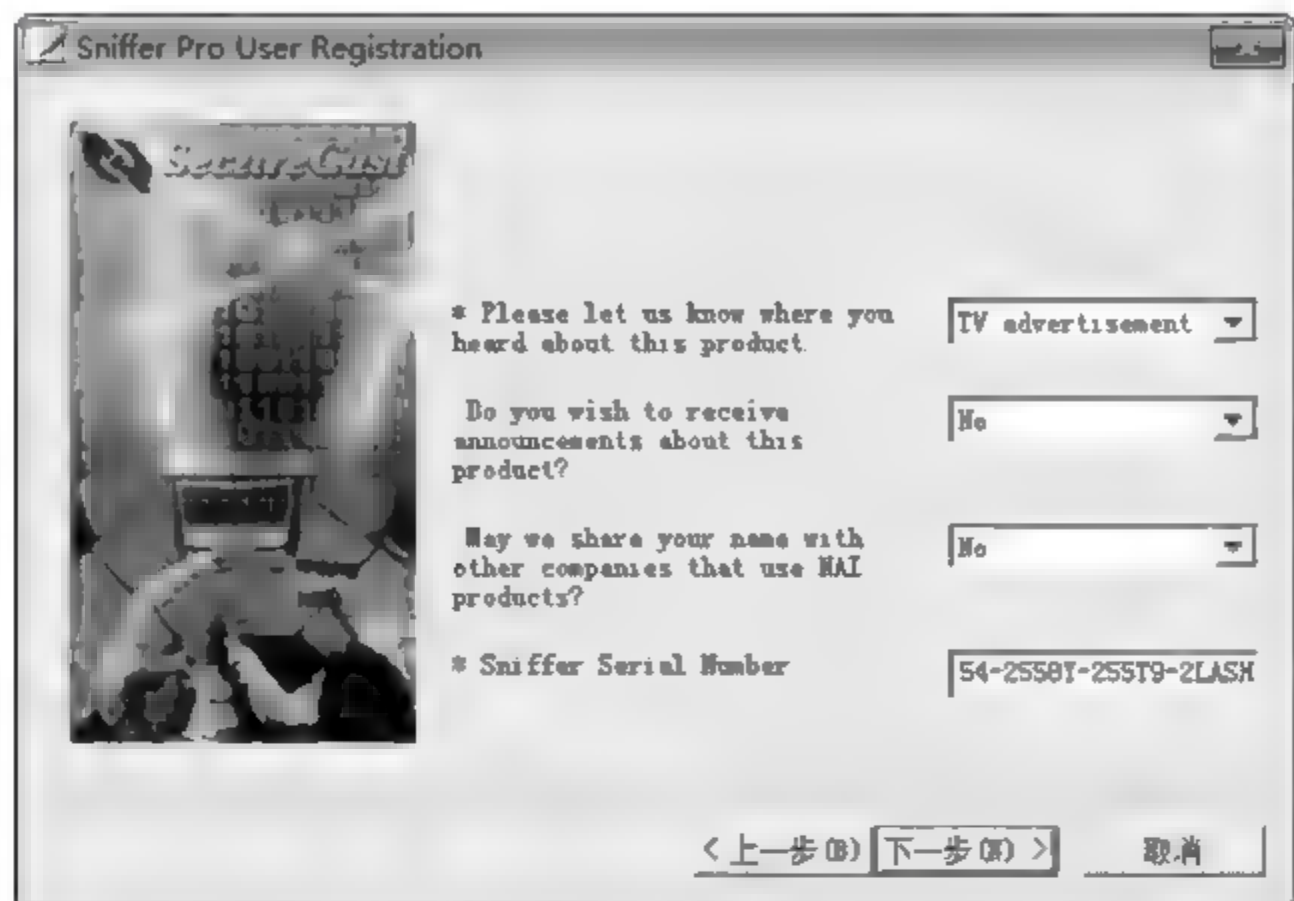 Sniffer Pro User Registration
SecureCast
* Please let us know where you
heard about this product.
TV advertisement
Do you wish to receive
announcements about this
product?
No
May we share your name with
other companies that use NAI
products?
No
* Sniffer Serial Number
54-2558Y-255T9-2LASH
< 上一步(B)
下一步(N) >
取消